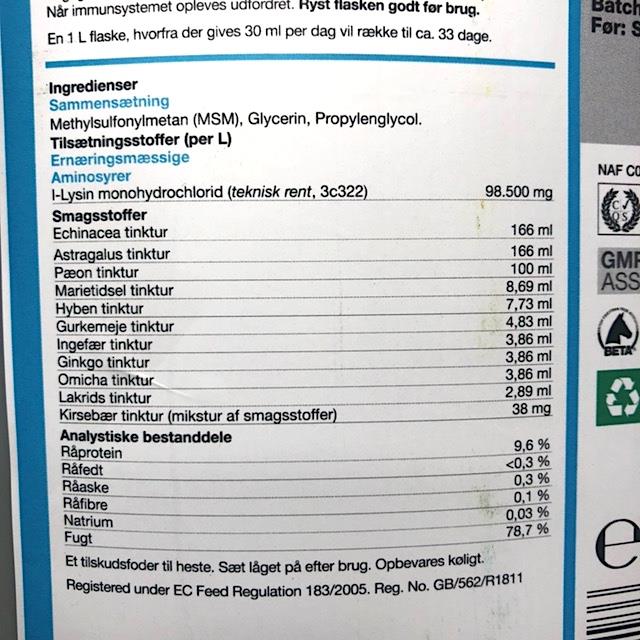 Når immunsystemet opleves udfordret. Ryst flasken godt før brug.
En 1 L flaske, hvorfra der gives 30 ml per dag vil række til ca. 33 dage.
Ingredienser
Sammensætning
Methylsulfonylmetan (MSM), Glycerin, Propylenglycol.
Tilsætningsstoffer (per L)
Ernæringsmæssige
Aminosyrer
l-Lysin monohydrochlorid (teknisk rent, 3c322) 98.500 mg
Smagsstoffer
Echinacea tinktur 166 ml
Astragalus tinktur 166 ml
Pæon tinktur 100 ml
Marietidsel tinktur 8,69 ml
Hyben tinktur 7,73 ml
Gurkemeje tinktur 4,83 ml
Ingefær tinktur 3,86 ml
Ginkgo tinktur 3,86 ml
Omicha tinktur 3,86 ml
Lakrids tinktur 2,89 ml
Kirsebær tinktur (mikstur af smagsstoffer) 38 mg
Analystiske bestanddele
Råprotein 9,6 %
Råfedt <0,3 %
Råaske 0,3 %
Råfibre 0,1 %
Natrium 0,03 %
Fugt 78,7 %
Et tilskudsfoder til heste. Sæt låget på efter brug. Opbevares køligt.
Registered under EC Feed Regulation 183/2005. Reg. No. GB/562/R1811
Batch
Før: S
NAF CO
C
QS
GMP
ASS
BETA
e